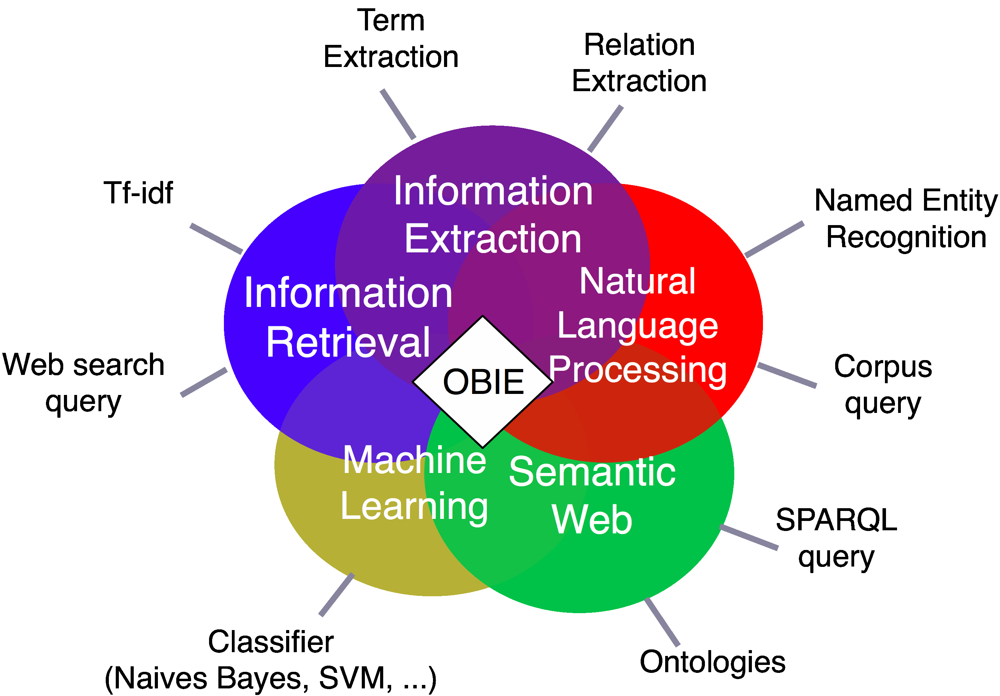 Term
Extraction
Relation
Extraction
Tf-idf
Named Entity
Recognition
Information
Extraction
Information
Retrieval
Natural
Language
Processing
Web search
query
OBIE
Corpus
query
Machine
Learning
Semantic
Web
SPARQL
query
Classifier
(Naives Bayes, SVM, ...)
Ontologies